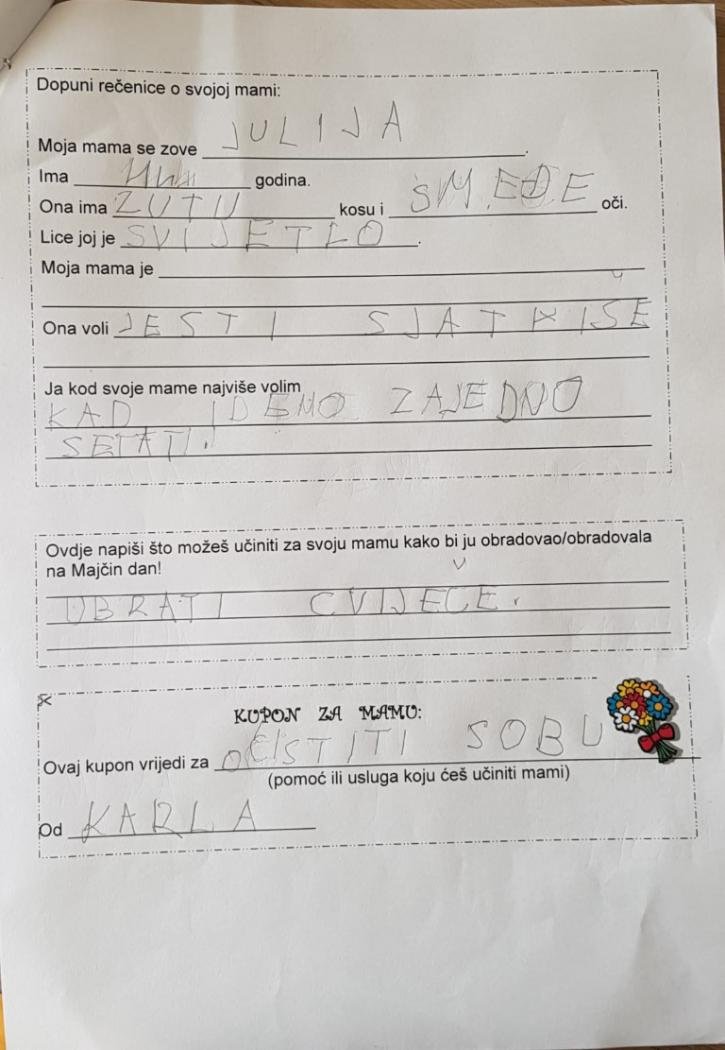 Dopuni rečenice o svojoj mami:
Moja mama se zove JULIJA.
Ima godina.
Ona ima ZUTU kosu i SMEĐE oči.
Lice joj je SVIJETLO.
Moja mama je
Ona voli JESTI SJATKIŠE
Ja kod svoje mame najviše volim
KAD IDEMO ZAJEDNO
SETATI.
Ovdje napiši što možeš učiniti za svoju mamu kako bi ju obradovao/obradovala
na Majčin dan!
UBRATI CVIJEĆE.
KUPON ZA MAMU:
Ovaj kupon vrijedi za OČISTITI SOBU
(pomoć ili usluga koju ćeš učiniti mami)
Od KARLA